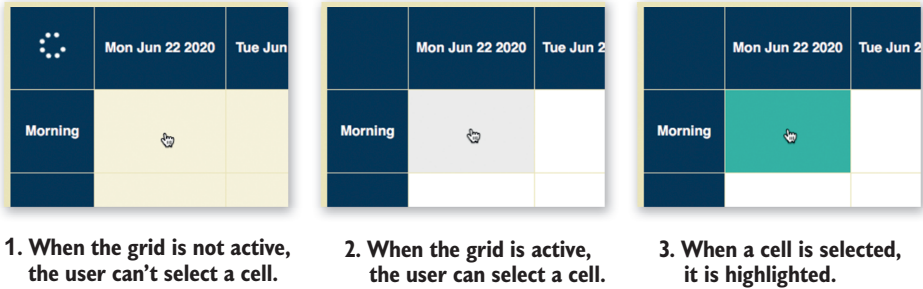 Mon Jun 22 2020 Tue Jun
Morning
Mon Jun 22 2020 Tue Jun 2
Morning
Mon Jun 22 2020 Tue Jun 2
Morning
1. When the grid is not active,
the user can't select a cell.
2. When the grid is active,
the user can select a cell.
3. When a cell is selected,
it is highlighted.